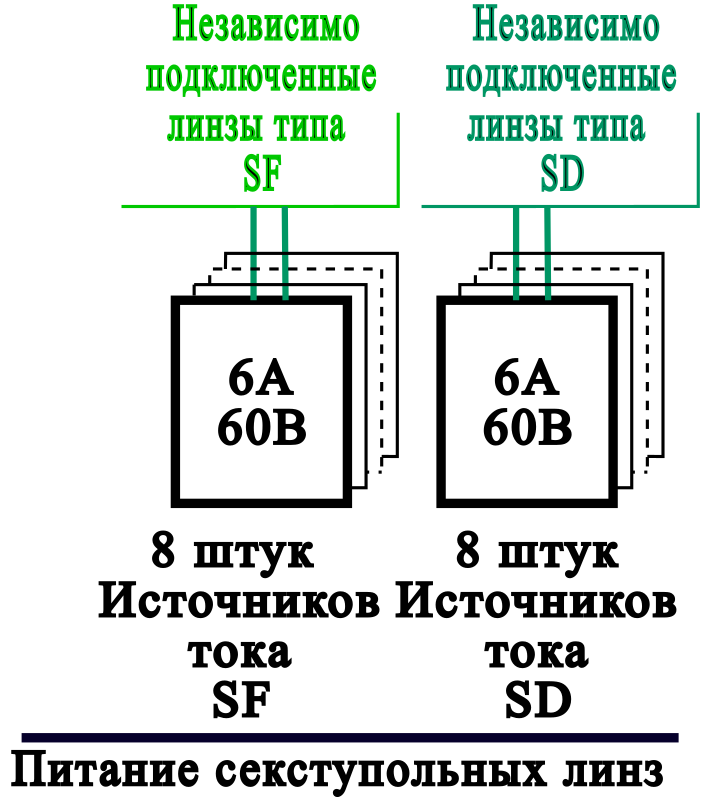 Независимо
подключенные
линзы типа
SF
Независимо
подключенные
линзы типа
SD
6А
60В
6А
60В
8 штук
Источников
тока
SF
8 штук
Источников
тока
SD
Питание секступольных линз